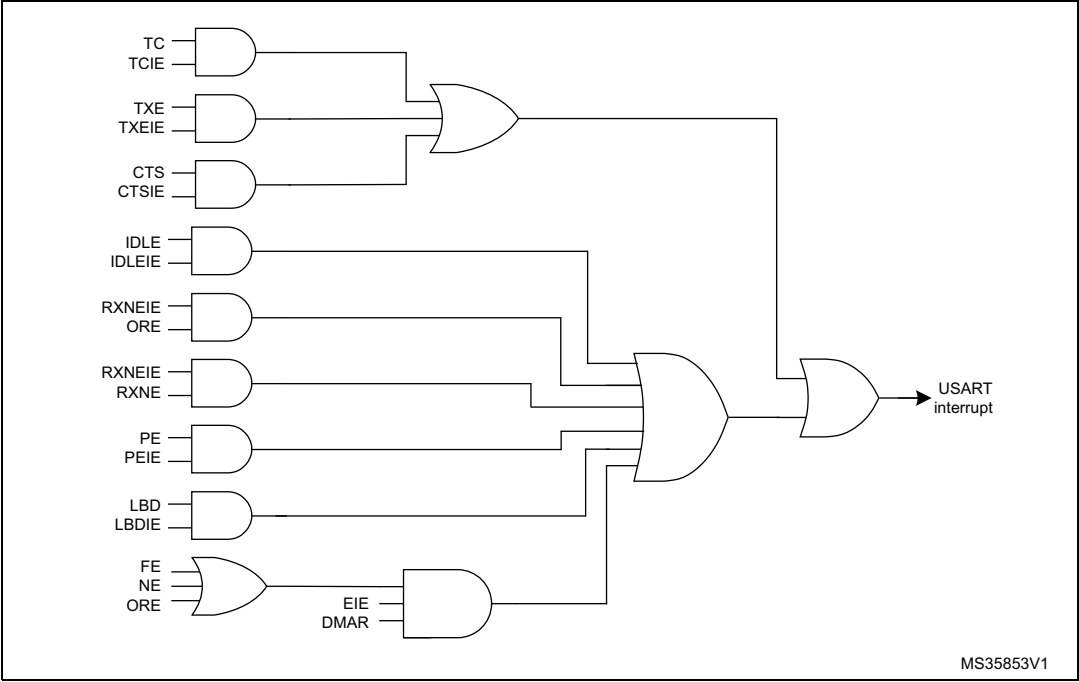 TC
TCIE
TXE
TXEIE
CTS
CTSIE
IDLE
IDLEIE
RXNEIE
ORE
RXNEIE
RXNE
PE
PEIE
LBD
LBDIE
FE
NE
ORE
EIE
DMAR
USART
interrupt
MS35853V1